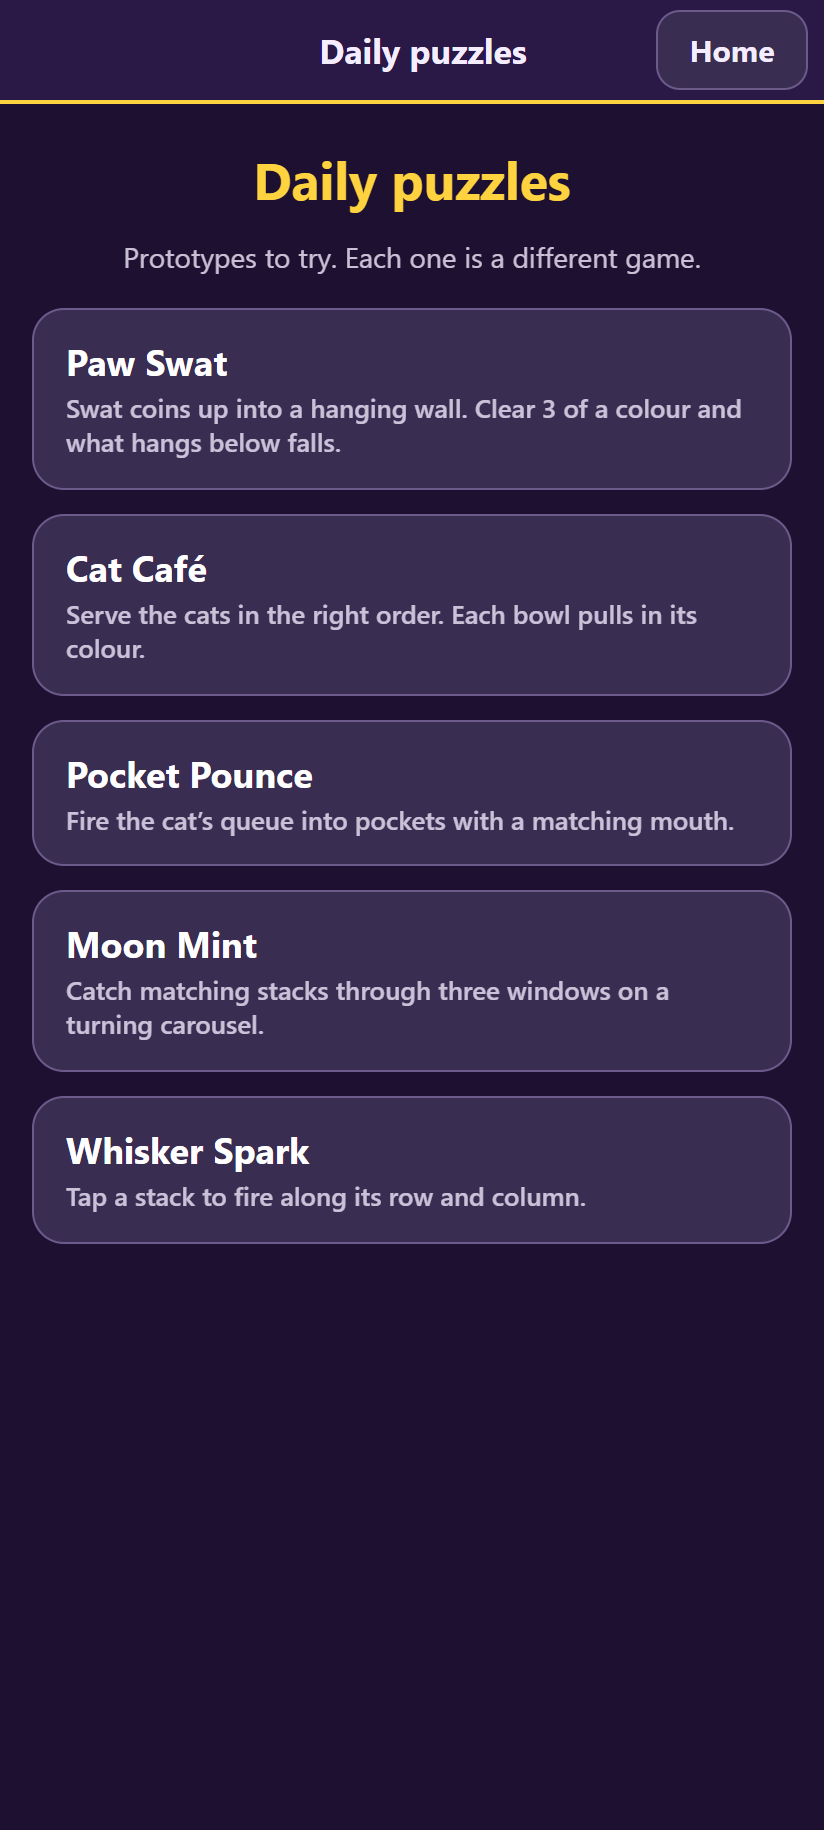 Daily puzzles
Home
Daily puzzles
Prototypes to try. Each one is a different game.
Paw Swat
Swat coins up into a hanging wall. Clear 3 of a colour and
what hangs below falls.
Cat Café
Serve the cats in the right order. Each bowl pulls in its
colour.
Pocket Pounce
Fire the cat’s queue into pockets with a matching mouth.
Moon Mint
Catch matching stacks through three windows on a
turning carousel.
Whisker Spark
Tap a stack to fire along its row and column.